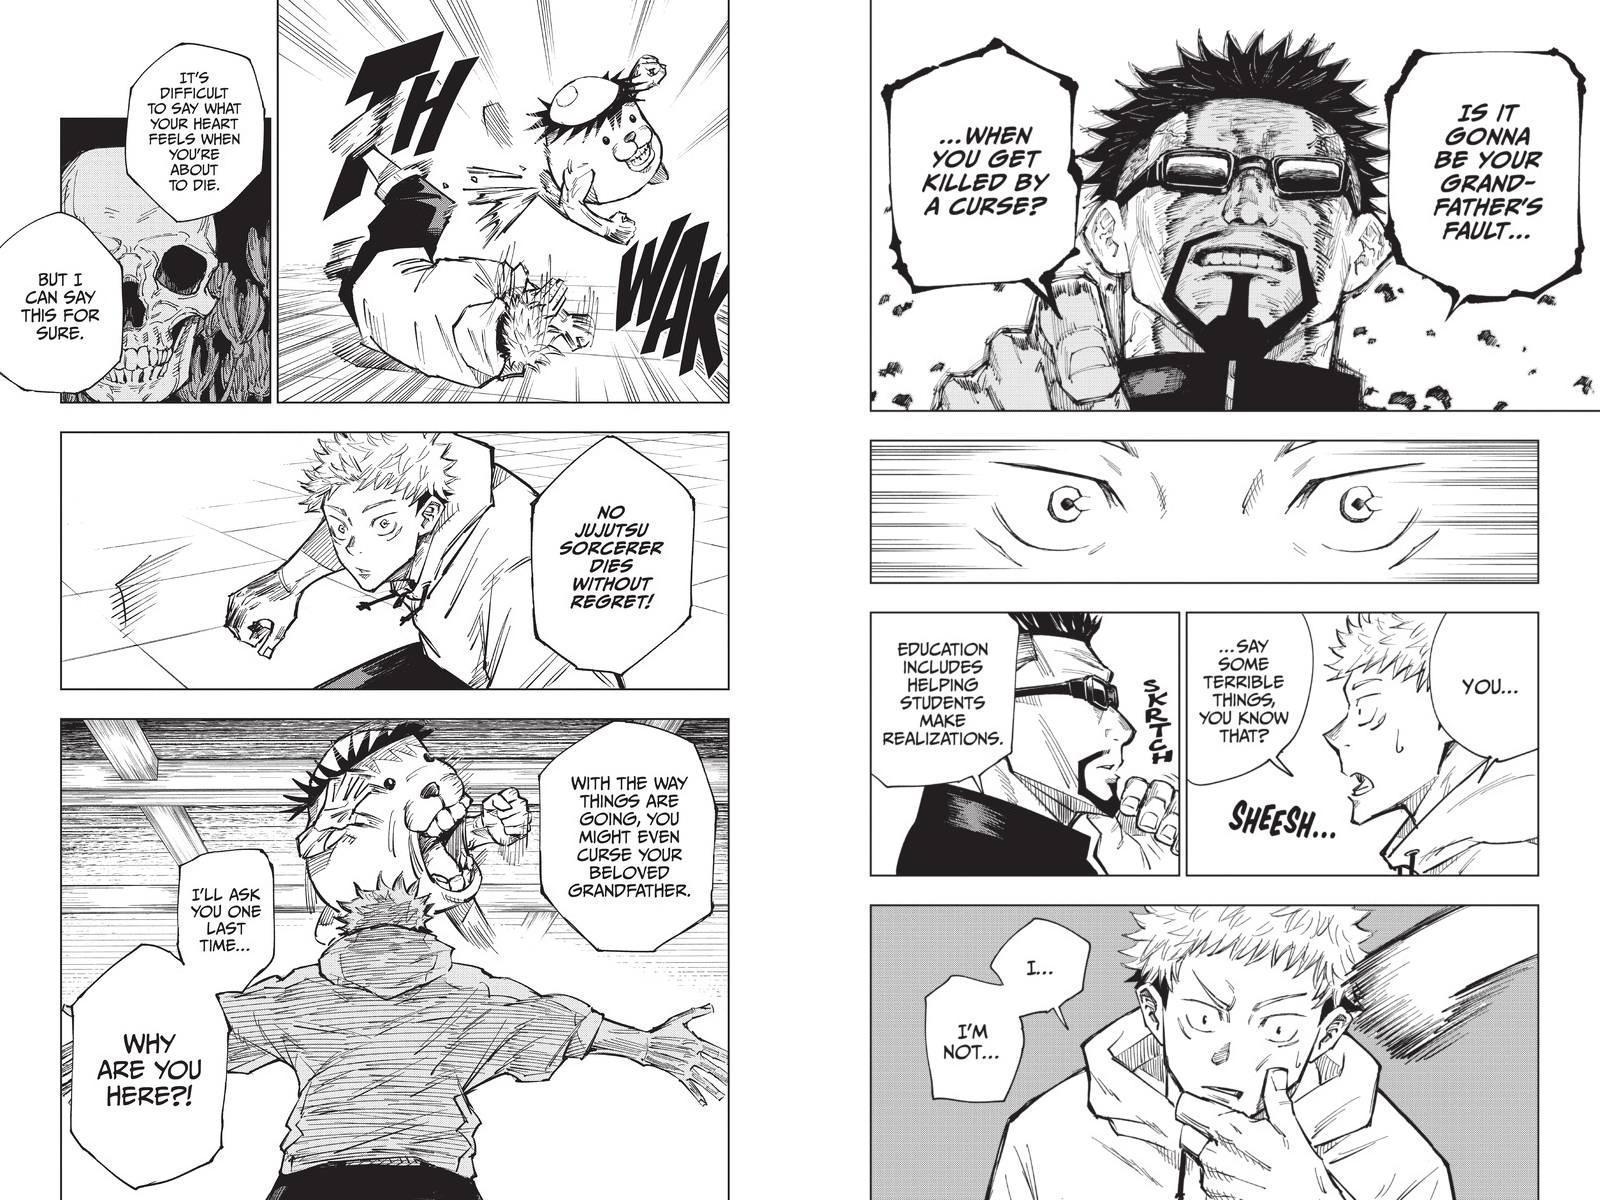 IS IT
GONNA
BE YOUR
GRAND-
FATHER'S
FAULT...
...WHEN
YOU GET
KILLED BY
A CURSE?
YOU...
...SAY
SOME
TERRIBLE
THINGS,
YOU KNOW
THAT?
SHEESH...
SKRTCH
EDUCATION
INCLUDES
HELPING
STUDENTS
MAKE
REALIZATIONS.
I...
I'M
NOT...
THWAK
IT'S
DIFFICULT
TO SAY WHAT
YOUR HEART
FEELS WHEN
YOU'RE
ABOUT
TO DIE.
BUT I
CAN SAY
THIS FOR
SURE.
NO
JUJUTSU
SORCERER
DIES
WITHOUT
REGRET!
WITH THE WAY
THINGS ARE
GOING, YOU
MIGHT EVEN
CURSE YOUR
BELOVED
GRANDFATHER.
I'LL ASK
YOU ONE
LAST
TIME...
WHY
ARE YOU
HERE?!